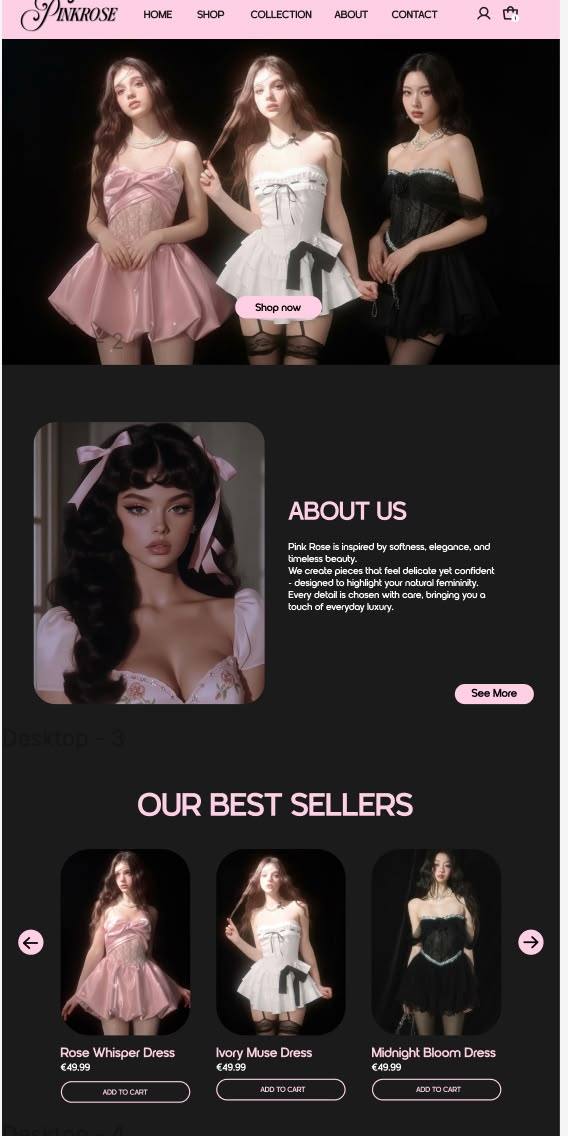 PINKROSE
HOME SHOP COLLECTION ABOUT CONTACT
Shop now
ABOUT US
Pink Rose is inspired by softness, elegance, and
timeless beauty.
We create pieces that feel delicate yet confident
- designed to highlight your natural femininity.
Every detail is chosen with care, bringing you a
touch of everyday luxury.
See More
Desktop - 3
OUR BEST SELLERS
Rose Whisper Dress
€49.99
ADD TO CART
Ivory Muse Dress
€49.99
ADD TO CART
Midnight Bloom Dress
€49.99
ADD TO CART
Desktop - 4